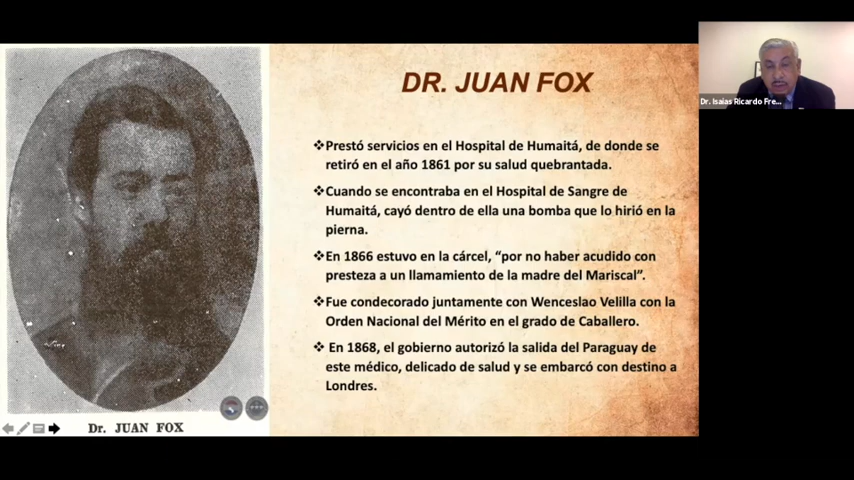 DR. JUAN FOX
Dr. Isaias Ricardo Fre...
❖Prestó servicios en el Hospital de Humaitá, de donde se
retiró en el año 1861 por su salud quebrantada.
❖Cuando se encontraba en el Hospital de Sangre de
Humaitá, cayó dentro de ella una bomba que lo hirió en la
pierna.
❖En 1866 estuvo en la cárcel, “por no haber acudido con
presteza a un llamamiento de la madre del Mariscal”.
❖Fue condecorado juntamente con Wenceslao Velilla con la
Orden Nacional del Mérito en el grado de Caballero.
❖ En 1868, el gobierno autorizó la salida del Paraguay de
este médico, delicado de salud y se embarcó con destino a
Londres.
Dr. JUAN FOX